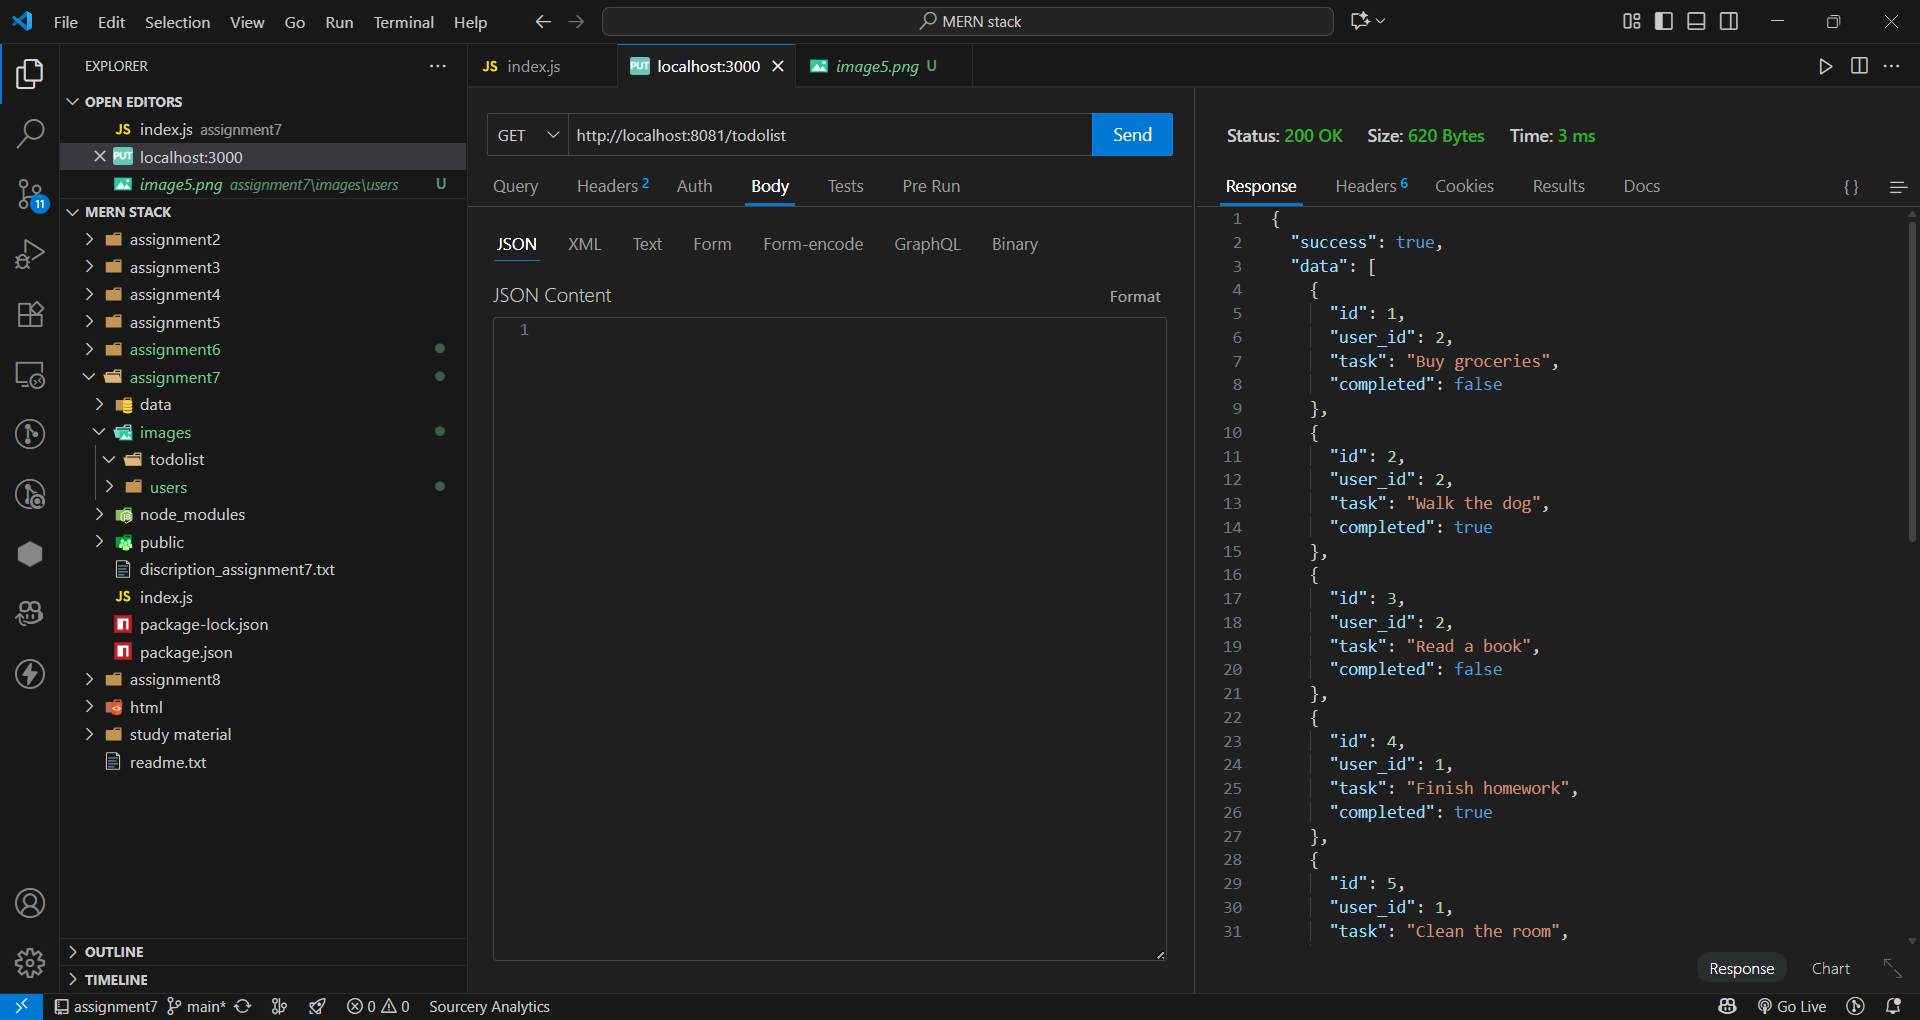 File Edit Selection View Go Run Terminal Help
MERN stack
EXPLORER
OPEN EDITORS
JS index.js assignment7
PUT localhost:3000
image5.png assignment7\images\users U
11
MERN STACK
assignment2
assignment3
assignment4
assignment5
assignment6
assignment7
data
images
todolist
users
node_modules
public
discription_assignment7.txt
JS index.js
package-lock.json
package.json
assignment8
html
study material
readme.txt
OUTLINE
TIMELINE
JS index.js
PUT localhost:3000
image5.png U
GET http://localhost:8081/todolist Send
Query Headers 2 Auth Body Tests Pre Run
JSON XML Text Form Form-encode GraphQL Binary
JSON Content Format
1
Status: 200 OK Size: 620 Bytes Time: 3 ms
Response Headers 6 Cookies Results Docs {}
1 {
2 "success": true,
3 "data": [
4 {
5 "id": 1,
6 "user_id": 2,
7 "task": "Buy groceries",
8 "completed": false
9 },
10 {
11 "id": 2,
12 "user_id": 2,
13 "task": "Walk the dog",
14 "completed": true
15 },
16 {
17 "id": 3,
18 "user_id": 2,
19 "task": "Read a book",
20 "completed": false
21 },
22 {
23 "id": 4,
24 "user_id": 1,
25 "task": "Finish homework",
26 "completed": true
27 },
28 {
29 "id": 5,
30 "user_id": 1,
31 "task": "Clean the room",
Response Chart
assignment7 main* 0 0 Sourcery Analytics Go Live